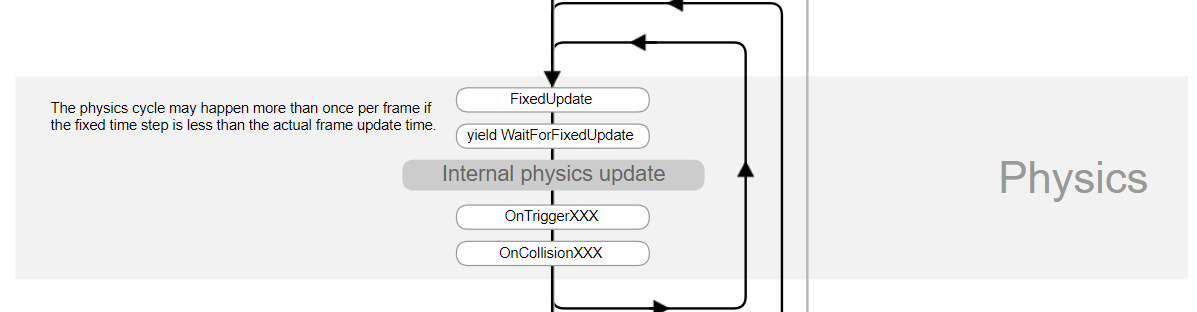 The physics cycle may happen more than once per frame if
the fixed time step is less than the actual frame update time.
FixedUpdate
yield WaitForFixedUpdate
Internal physics update
OnTriggerXXX
OnCollisionXXX
Physics